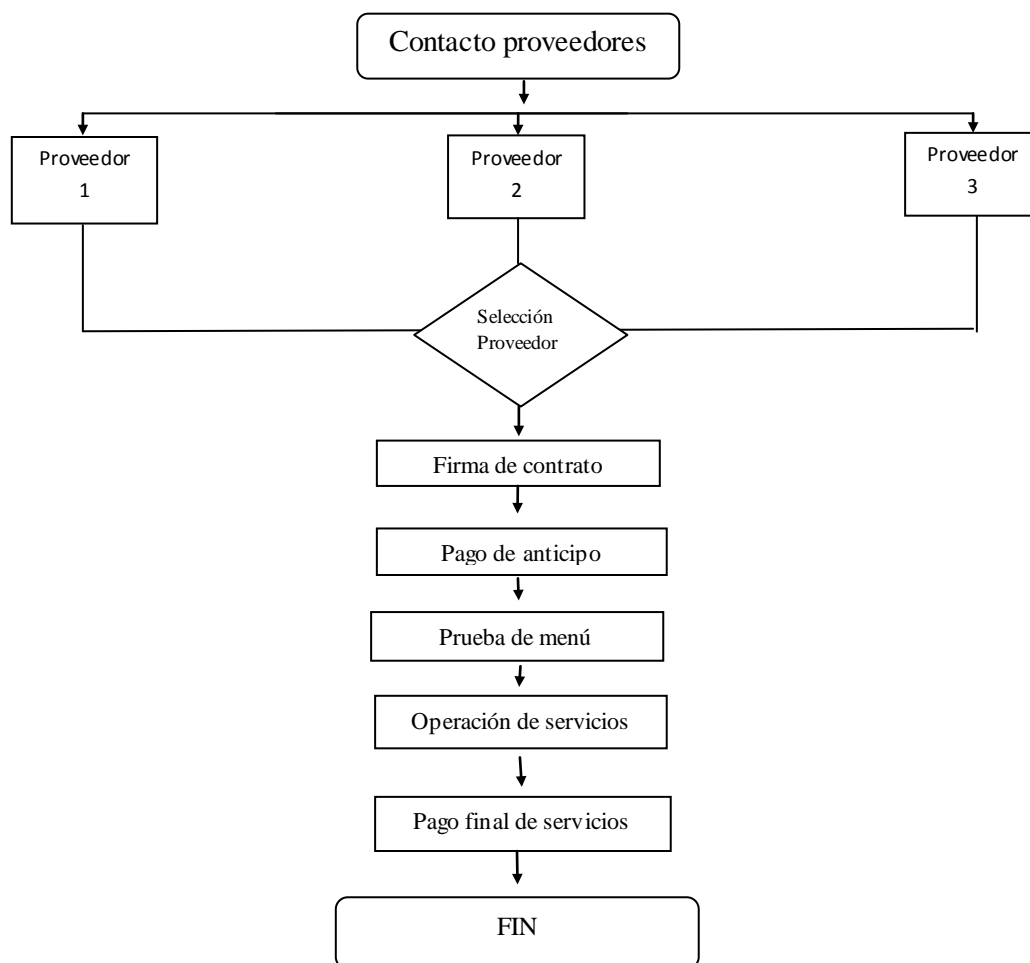 Contacto proveedores
Proveedor
1
Proveedor
2
Proveedor
3
Selección
Proveedor
Firma de contrato
Pago de anticipo
Prueba de menú
Operación de servicios
Pago final de servicios
FIN